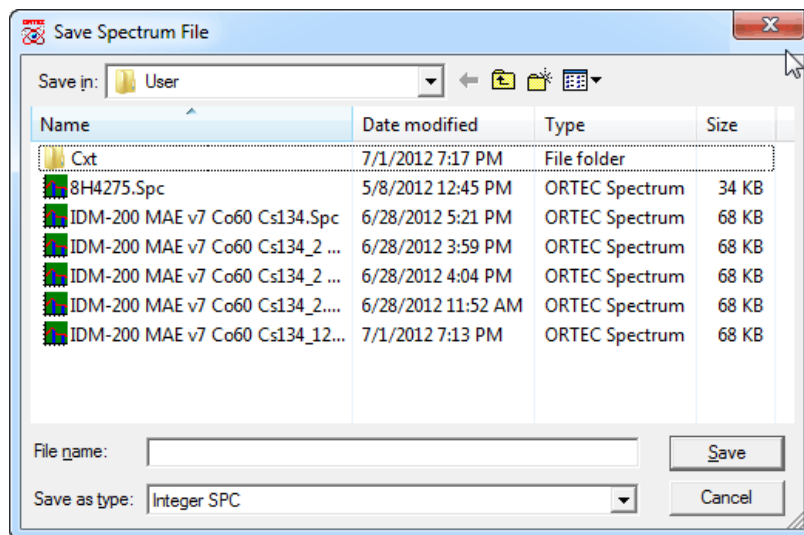 ORTEC
Save Spectrum File
Save in: User
Name Date modified Type Size
Cxt 7/1/2012 7:17 PM File folder
8H4275.Spc 5/8/2012 12:45 PM ORTEC Spectrum 34 KB
IDM-200 MAE v7 Co60 Cs134.Spc 6/28/2012 5:21 PM ORTEC Spectrum 68 KB
IDM-200 MAE v7 Co60 Cs134_2 ... 6/28/2012 3:59 PM ORTEC Spectrum 68 KB
IDM-200 MAE v7 Co60 Cs134_2 ... 6/28/2012 4:04 PM ORTEC Spectrum 68 KB
IDM-200 MAE v7 Co60 Cs134_2.... 6/28/2012 11:52 AM ORTEC Spectrum 68 KB
IDM-200 MAE v7 Co60 Cs134_12... 7/1/2012 7:13 PM ORTEC Spectrum 68 KB
File name: Save
Save as type: Integer SPC Cancel